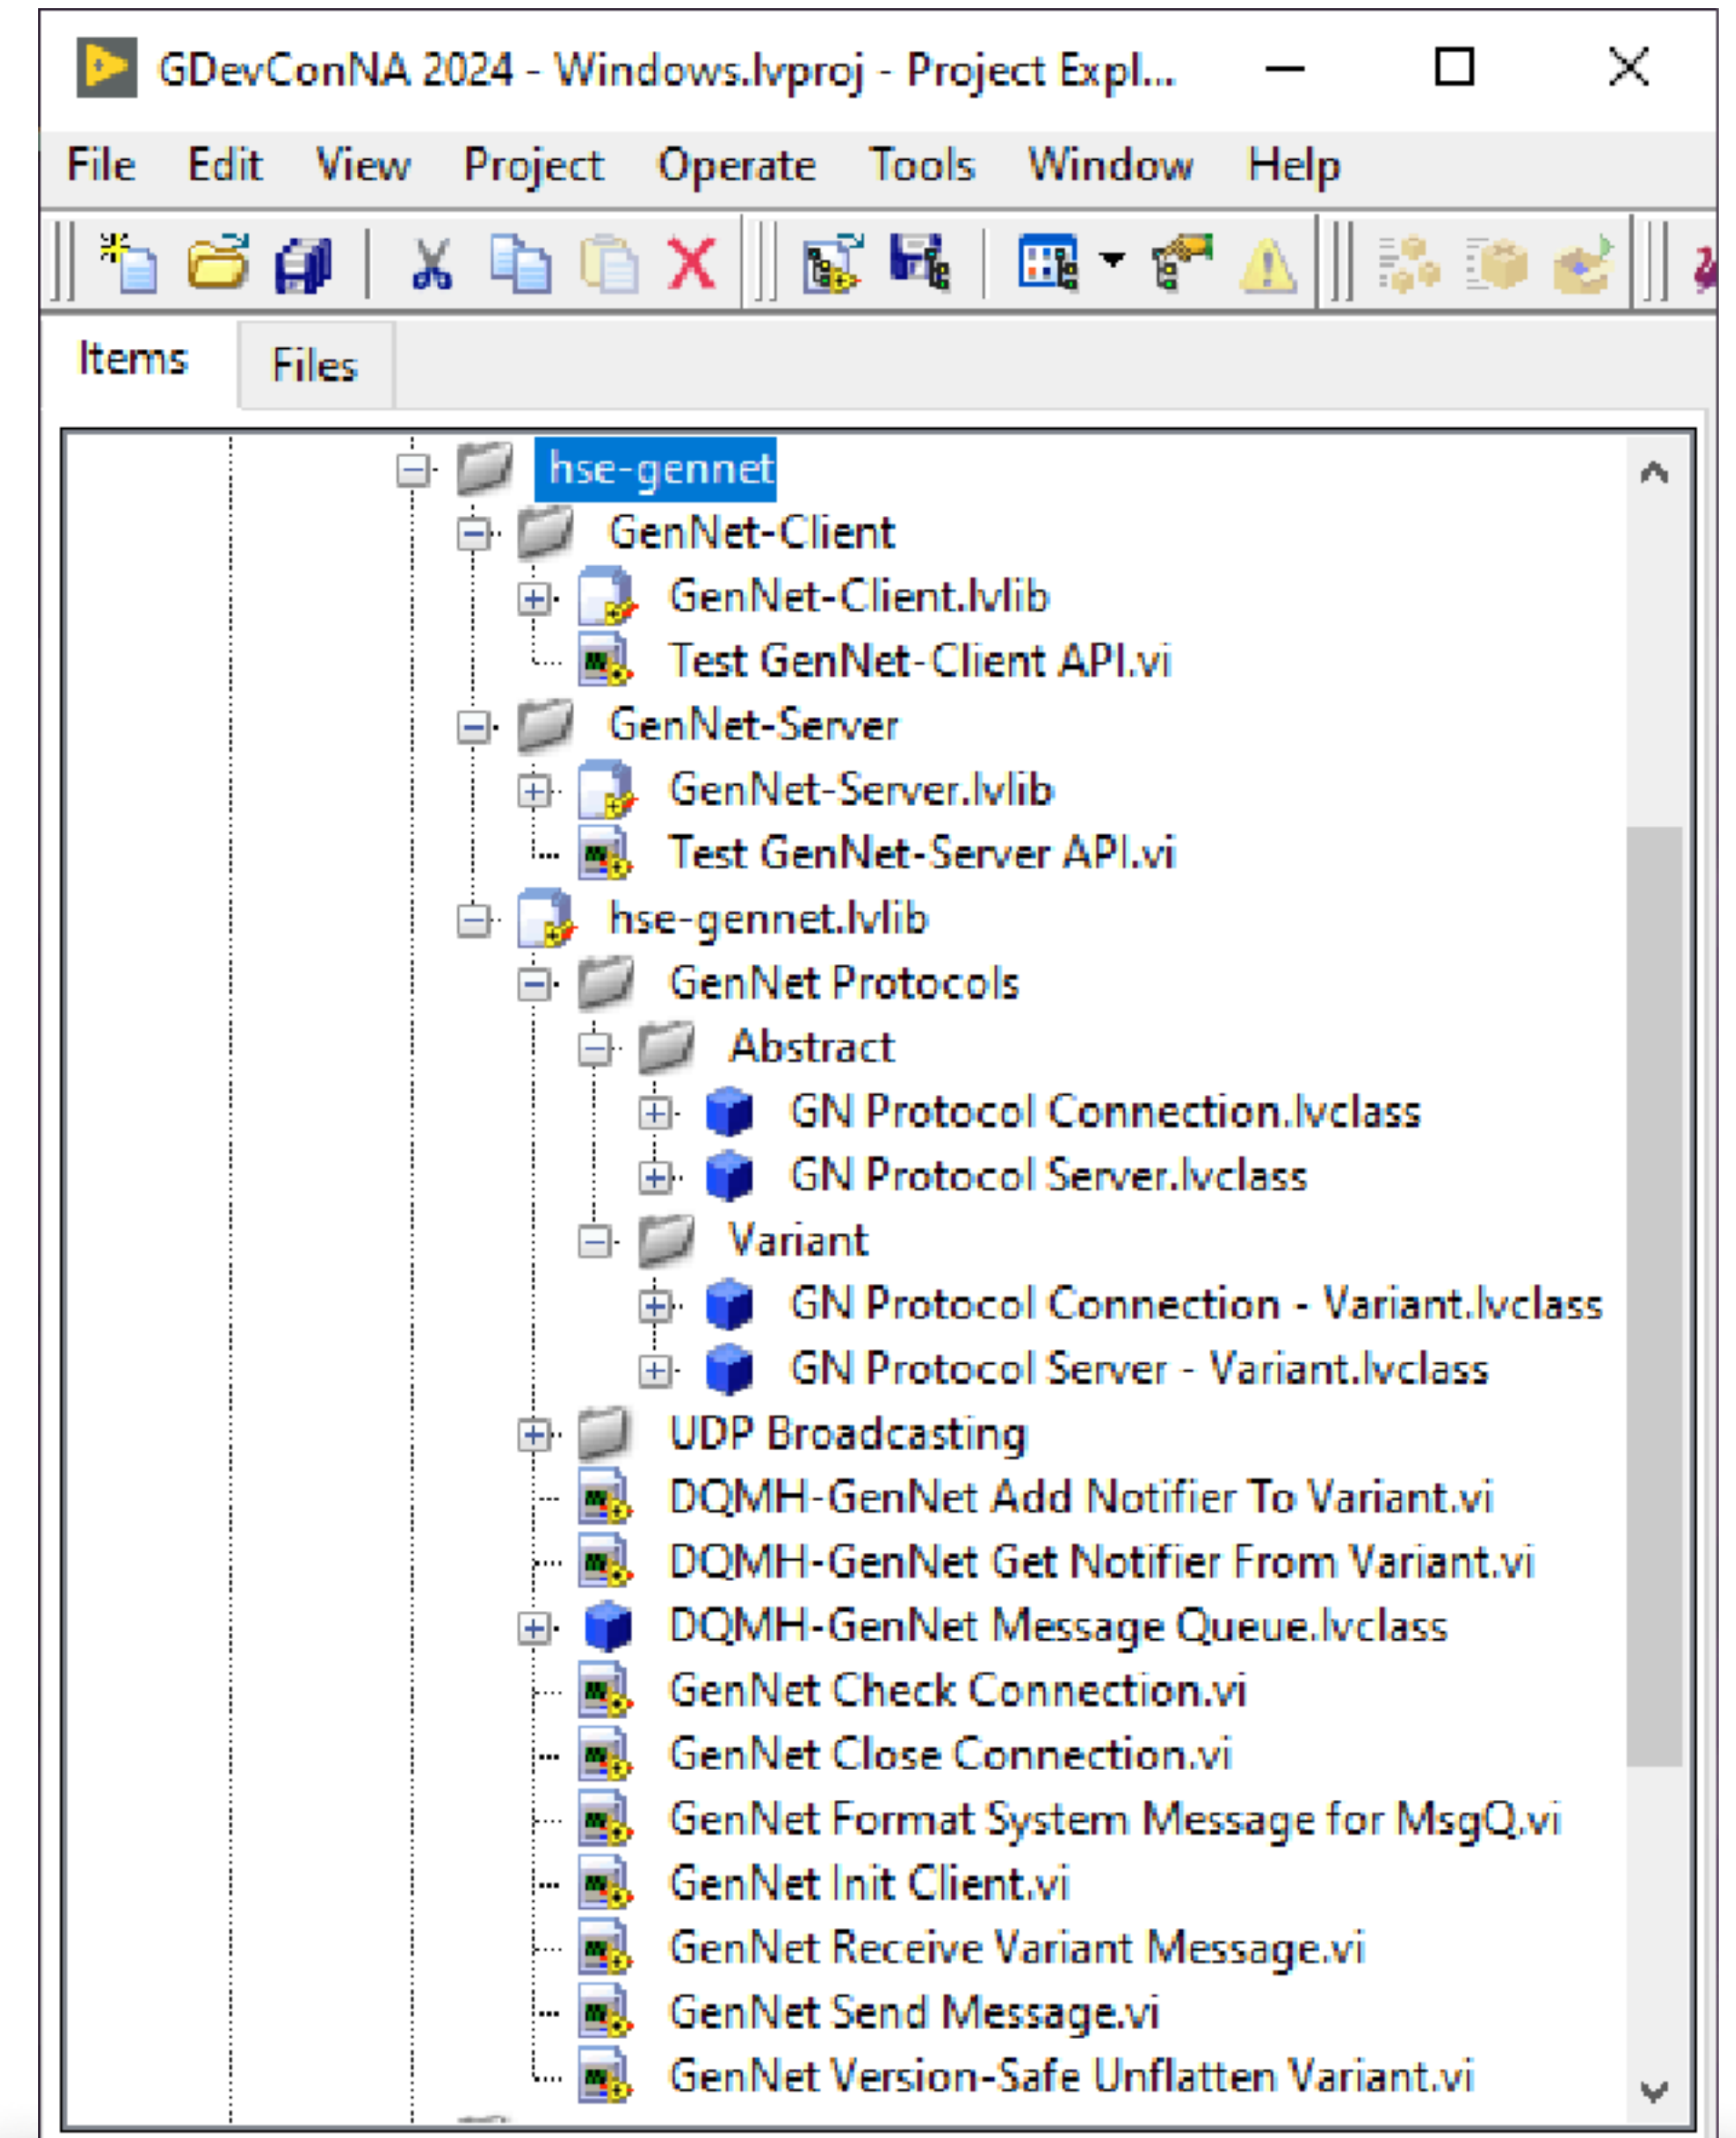 GDevConNA 2024 - Windows.lvproj - Project Expl...
File Edit View Project Operate Tools Window Help
Items Files
hse-gennet
GenNet-Client
GenNet-Client.lvlib
Test GenNet-Client API.vi
GenNet-Server
GenNet-Server.lvlib
Test GenNet-Server API.vi
hse-gennet.lvlib
GenNet Protocols
Abstract
GN Protocol Connection.lvclass
GN Protocol Server.lvclass
Variant
GN Protocol Connection - Variant.lvclass
GN Protocol Server - Variant.lvclass
UDP Broadcasting
DQMH-GenNet Add Notifier To Variant.vi
DQMH-GenNet Get Notifier From Variant.vi
DQMH-GenNet Message Queue.lvclass
GenNet Check Connection.vi
GenNet Close Connection.vi
GenNet Format System Message for MsgQ.vi
GenNet Init Client.vi
GenNet Receive Variant Message.vi
GenNet Send Message.vi
GenNet Version-Safe Unflatten Variant.vi